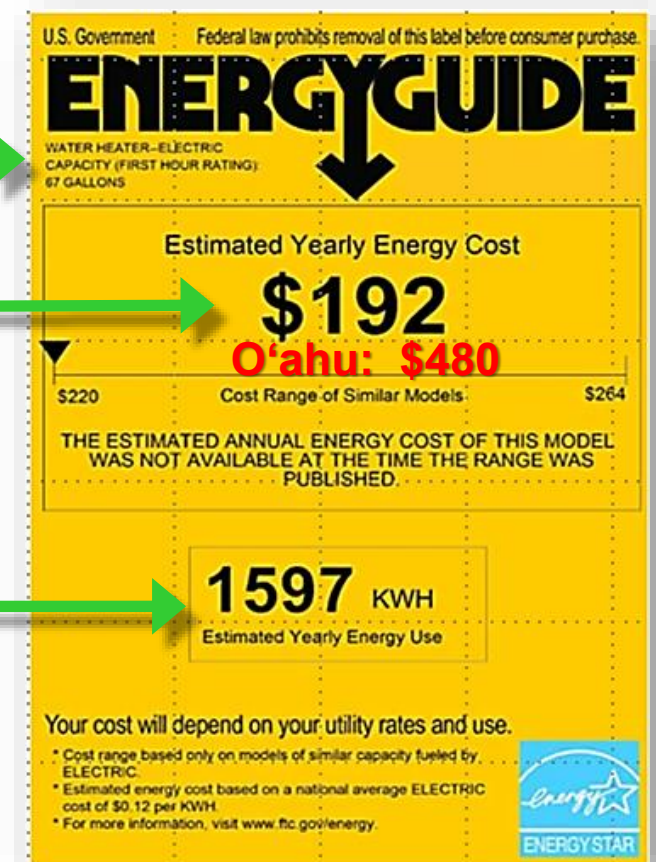 U.S. Government Federal law prohibits removal of this label before consumer purchase.
ENERGYGUIDE
WATER HEATER–ELECTRIC
CAPACITY (FIRST HOUR RATING):
67 GALLONS
Estimated Yearly Energy Cost
$192
Oʻahu: $480
$220 Cost Range of Similar Models $264
THE ESTIMATED ANNUAL ENERGY COST OF THIS MODEL
WAS NOT AVAILABLE AT THE TIME THE RANGE WAS
PUBLISHED.
1597 KWH
Estimated Yearly Energy Use
Your cost will depend on your utility rates and use.
* Cost range based only on models of similar capacity fueled by
ELECTRIC.
* Estimated energy cost based on a national average ELECTRIC
cost of $0.12 per KWH.
* For more information, visit www.ftc.gov/energy.
energy
ENERGY STAR